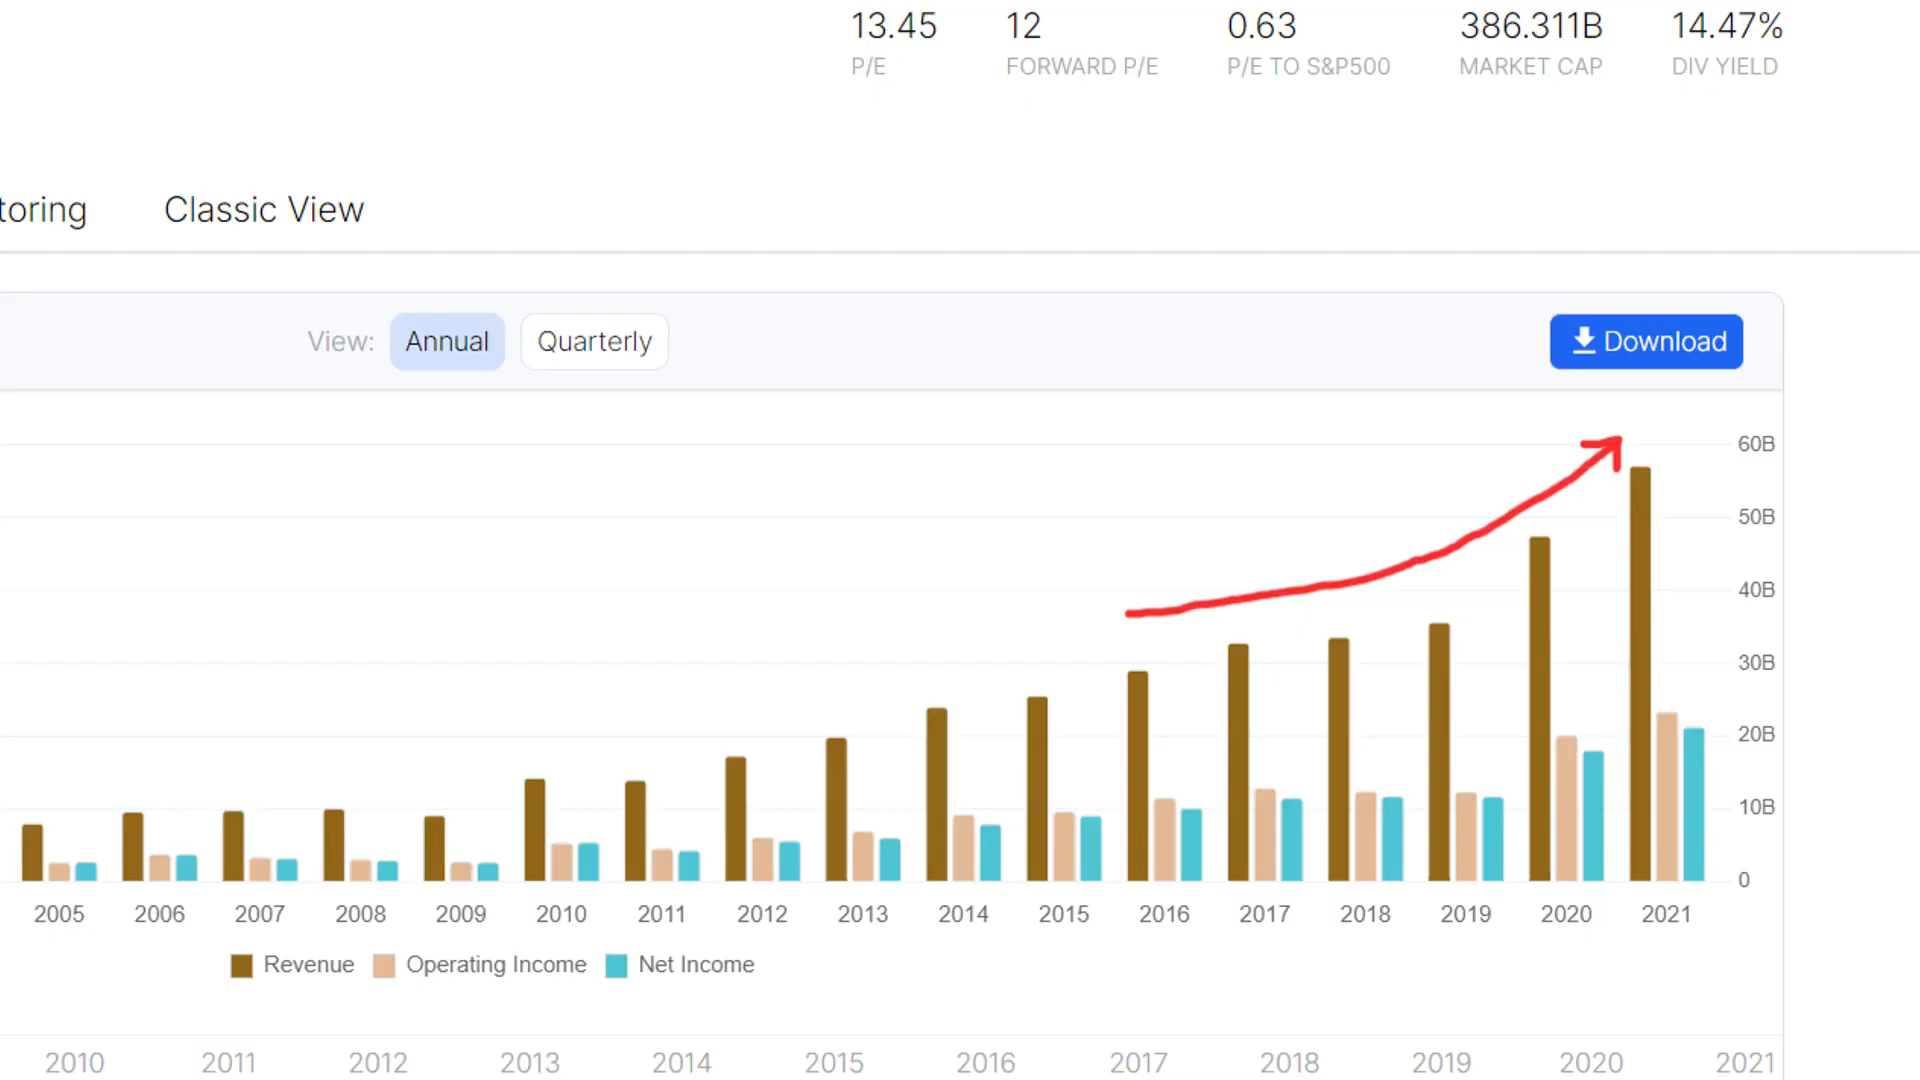 13.45 12 0.63 386.311B 14.47%
P/E FORWARD P/E P/E TO S&P500 MARKET CAP DIV YIELD
toring Classic View
View: Annual Quarterly Download
60B
50B
40B
30B
20B
10B
0
2005 2006 2007 2008 2009 2010 2011 2012 2013 2014 2015 2016 2017 2018 2019 2020 2021
Revenue Operating Income Net Income
2010 2011 2012 2013 2014 2015 2016 2017 2018 2019 2020 2021